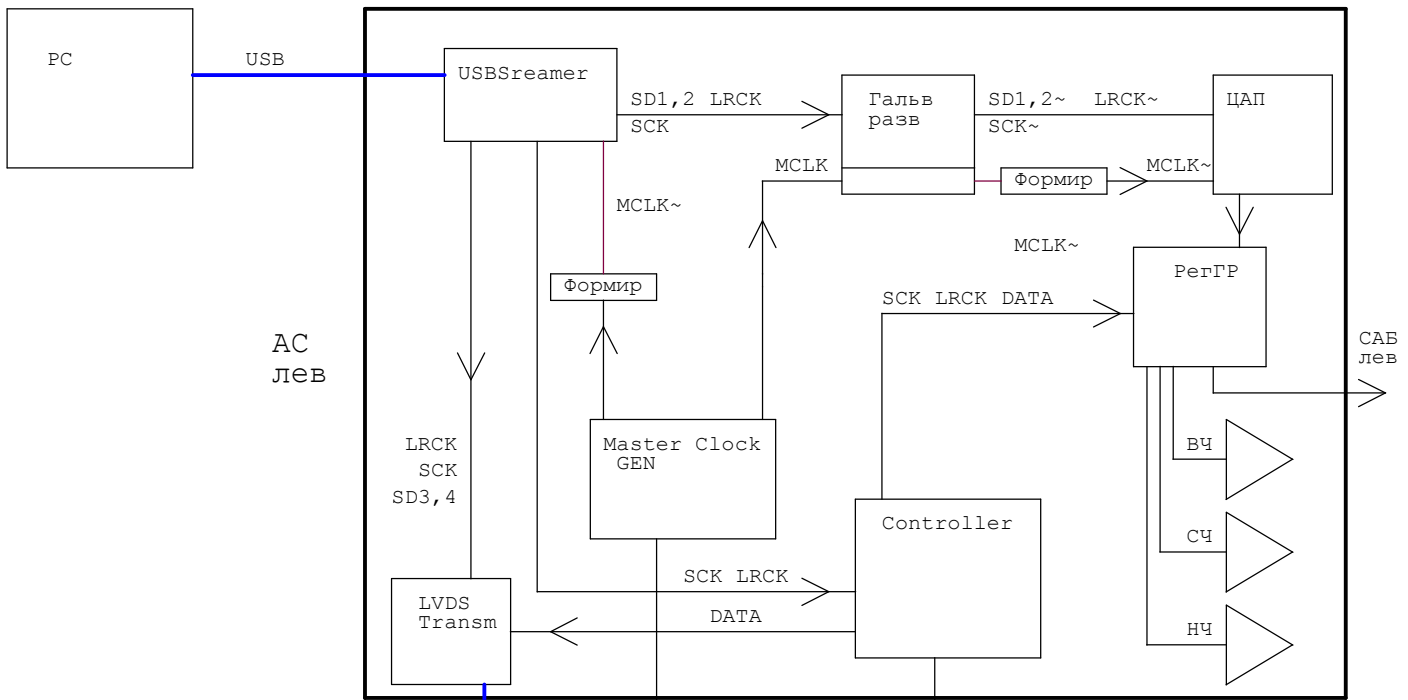 PC
USB
USBSreamer
SD1,2 LRCK
SCK
Гальв
разв
SD1,2~ LRCK~
SCK~
ЦАП
MCLK
Формир
MCLK~
MCLK~
MCLK~
РегГР
Формир
SCK LRCK DATA
АС
лев
САБ
лев
LRCK
SCK
SD3,4
Master Clock
GEN
ВЧ
Controller
СЧ
SCK LRCK
LVDS
Transm
DATA
НЧ